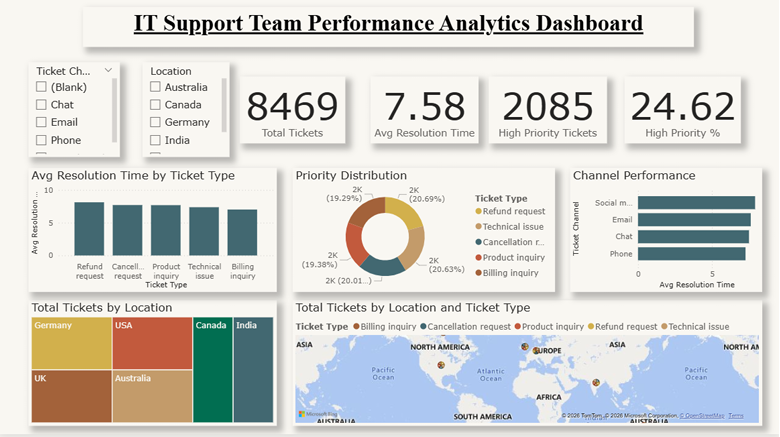 IT Support Team Performance Analytics Dashboard
Ticket Ch...
(Blank)
Chat
Email
Phone
Location
Australia
Canada
Germany
India
8469
Total Tickets
7.58
Avg Resolution Time
2085
High Priority Tickets
24.62
High Priority %
Avg Resolution Time by Ticket Type
10
5
0
Avg Resolution ...
Refund
request
Cancell...
request
Product
inquiry
Technical
issue
Billing
inquiry
Ticket Type
Priority Distribution
2K
(19.29%)
2K
(20.69%)
2K
(19.38%)
2K
(20.63%)
2K (20.01...)
Ticket Type
Refund request
Technical issue
Cancellation r...
Product inquiry
Billing inquiry
Channel Performance
Ticket Channel
Social m...
Email
Chat
Phone
0
5
Avg Resolution Time
Total Tickets by Location
Germany
USA
Canada
India
UK
Australia
Total Tickets by Location and Ticket Type
Ticket Type
Billing inquiry
Cancellation request
Product inquiry
Refund request
Technical issue
ASIA
NORTH AMERICA
EUROPE
ASIA
NORTH AM
Pacific
Ocean
Atlantic
Ocean
Pacific
Ocean
AFRICA
SOUTH AMERICA
AUSTRALIA
AUSTRALIA
Microsoft Bing
© 2026 TomTom, © 2026 Microsoft Corporation, © OpenStreetMap Terms